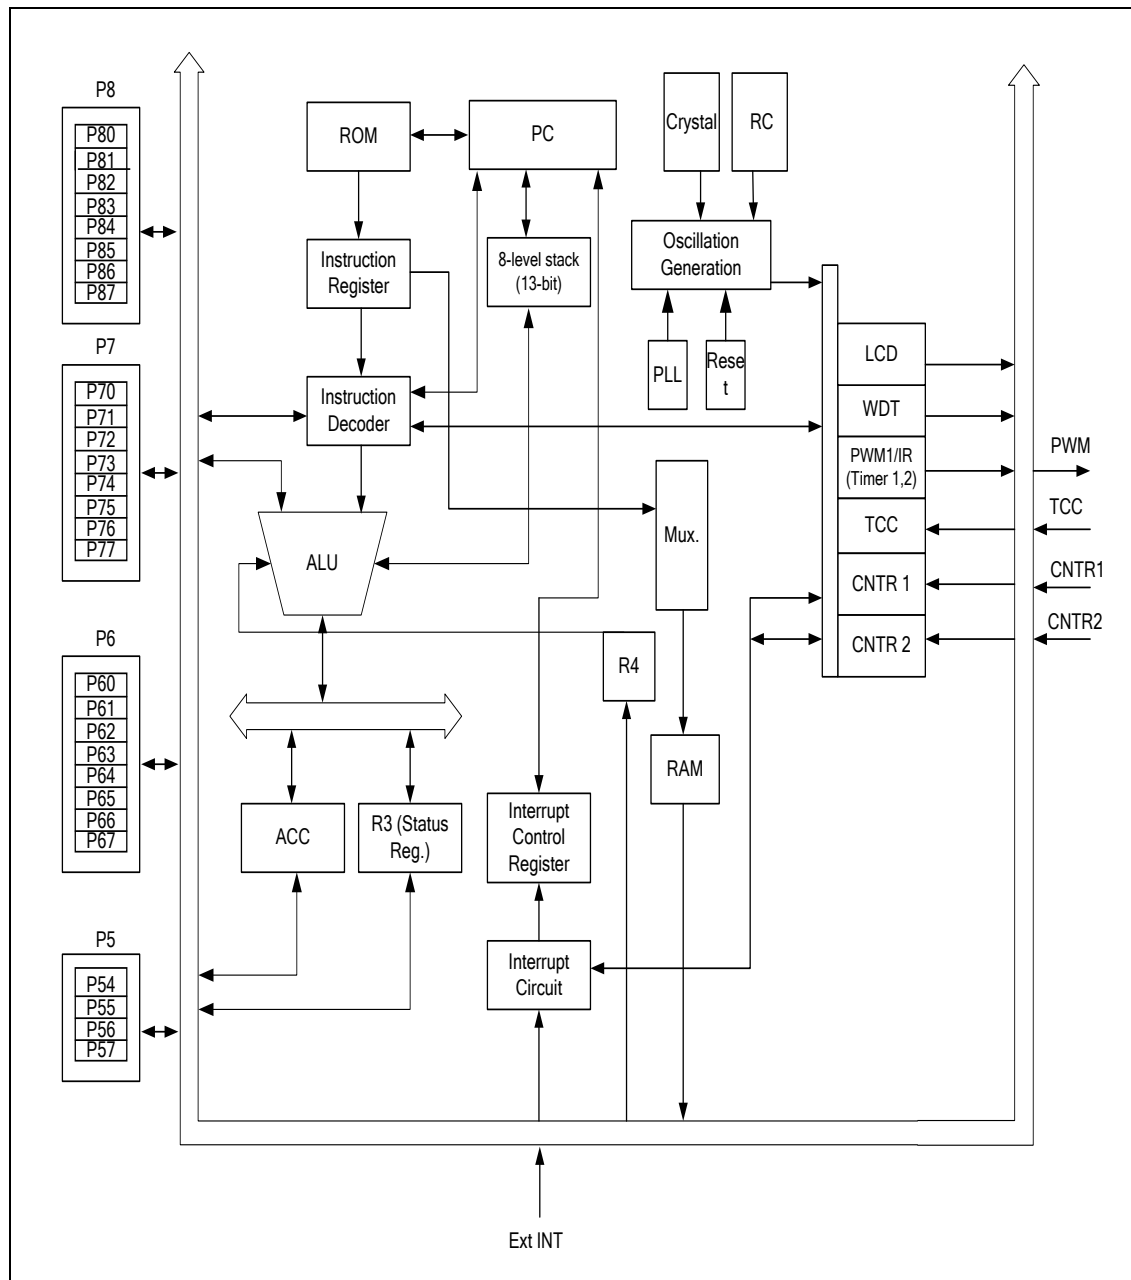 P8
P80
P81
P82
P83
P84
P85
P86
P87
P7
P70
P71
P72
P73
P74
P75
P76
P77
P6
P60
P61
P62
P63
P64
P65
P66
P67
P5
P54
P55
P56
P57
ROM
PC
Crystal
RC
Instruction
Register
8-level stack
(13-bit)
Oscillation
Generation
PLL
Rese
t
Instruction
Decoder
ALU
Mux.
R4
RAM
ACC
R3 (Status
Reg.)
Interrupt
Control
Register
Interrupt
Circuit
LCD
WDT
PWM1/IR
(Timer 1,2)
TCC
CNTR 1
CNTR 2
PWM
TCC
CNTR1
CNTR2
Ext INT